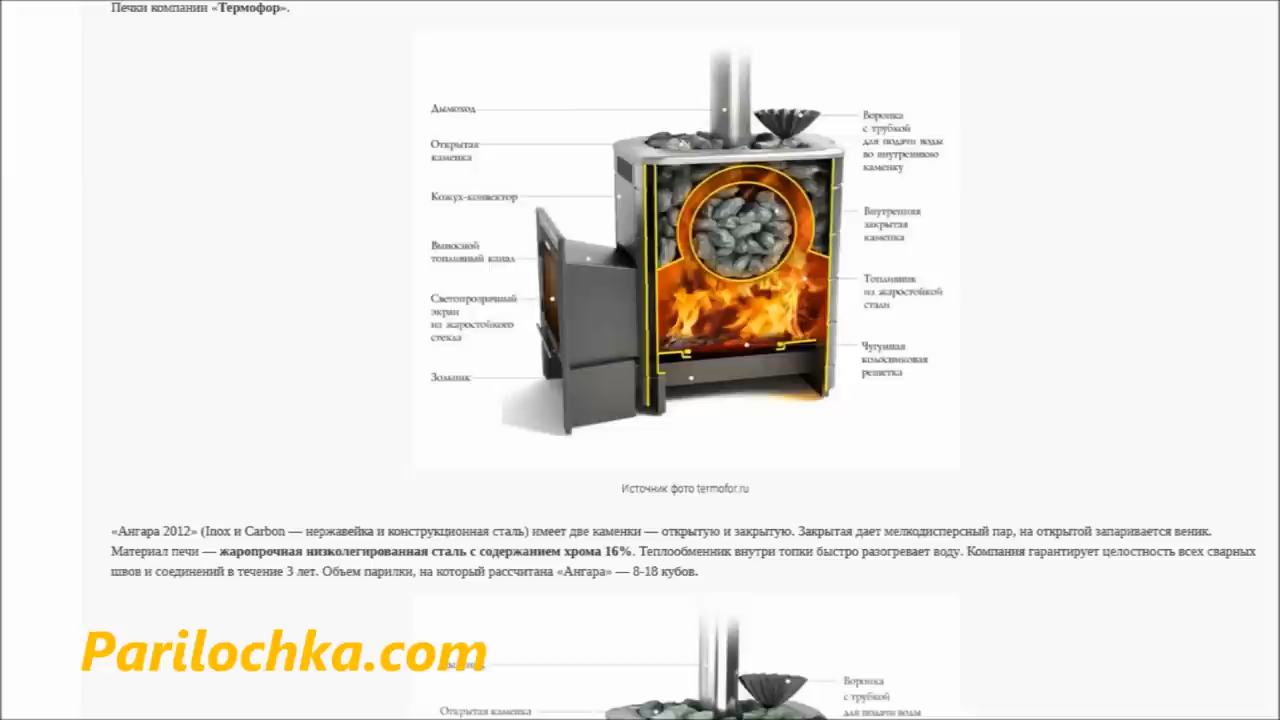 Печки компании «Термофор».
Дымоход
Открытая
каменка
Кожух-конвектор
Выносной
топливный канал
Светопрозрачный
экран
из жаростойкого
стекла
Зольник
Воронка
с трубкой
для подачи воды
во внутреннюю
каменку
Внутренняя
закрытая
каменка
Топливник
из жаростойкой
стали
Чугунная
колосниковая
решетка
Источник фото termofor.ru
«Ангара 2012» (Inox и Carbon — нержавейка и конструкционная сталь) имеет две каменки — открытую и закрытую. Закрытая дает мелкодисперсный пар, на открытой запаривается веник.
Материал печи — жаропрочная низколегированная сталь с содержанием хрома 16%. Теплообменник внутри топки быстро разогревает воду. Компания гарантирует целостность всех сварных
швов и соединений в течение 3 лет. Объем парилки, на который рассчитана «Ангара» — 8-18 кубов.
Parilochka.com
Открытая каменка
Воронка
с трубкой
для подачи воды